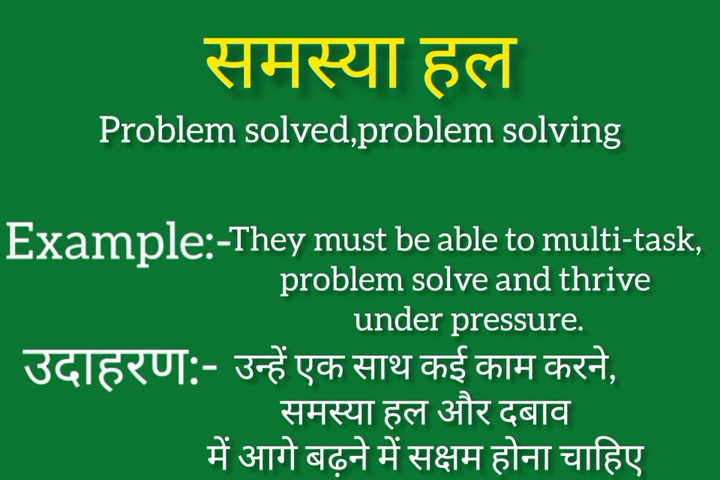 समस्या हल
Problem solved,problem solving
Example:-They must be able to multi-task,
problem solve and thrive
under pressure.
उदाहरण:- उन्हें एक साथ कई काम करने,
समस्या हल और दबाव
में आगे बढ़ने में सक्षम होना चाहिए